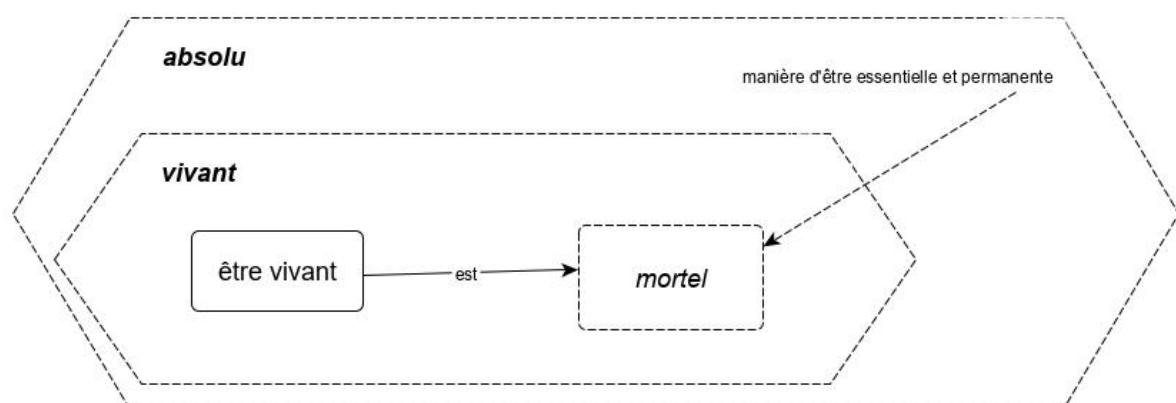 absolu
manière d'être essentielle et permanente
vivant
être vivant
est
mortel